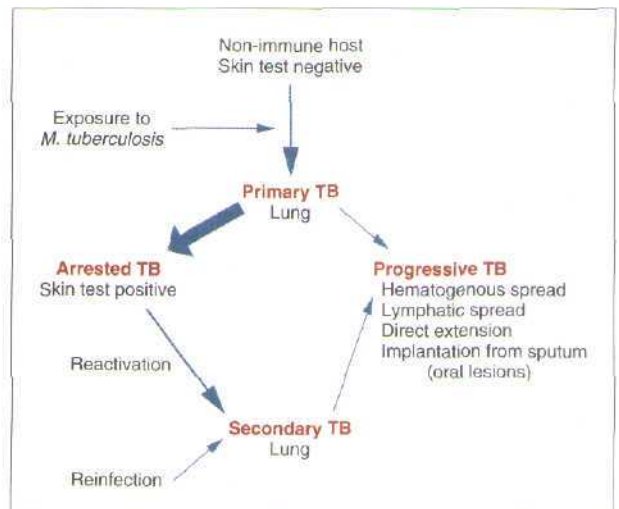 Non-immune host
Skin test negative
Exposure to
M. tuberculosis
Primary TB
Lung
Arrested TB
Skin test positive
Progressive TB
Hematogenous spread
Lymphatic spread
Direct extension
Implantation from sputum
(oral lesions)
Reactivation
Secondary TB
Lung
Reinfection